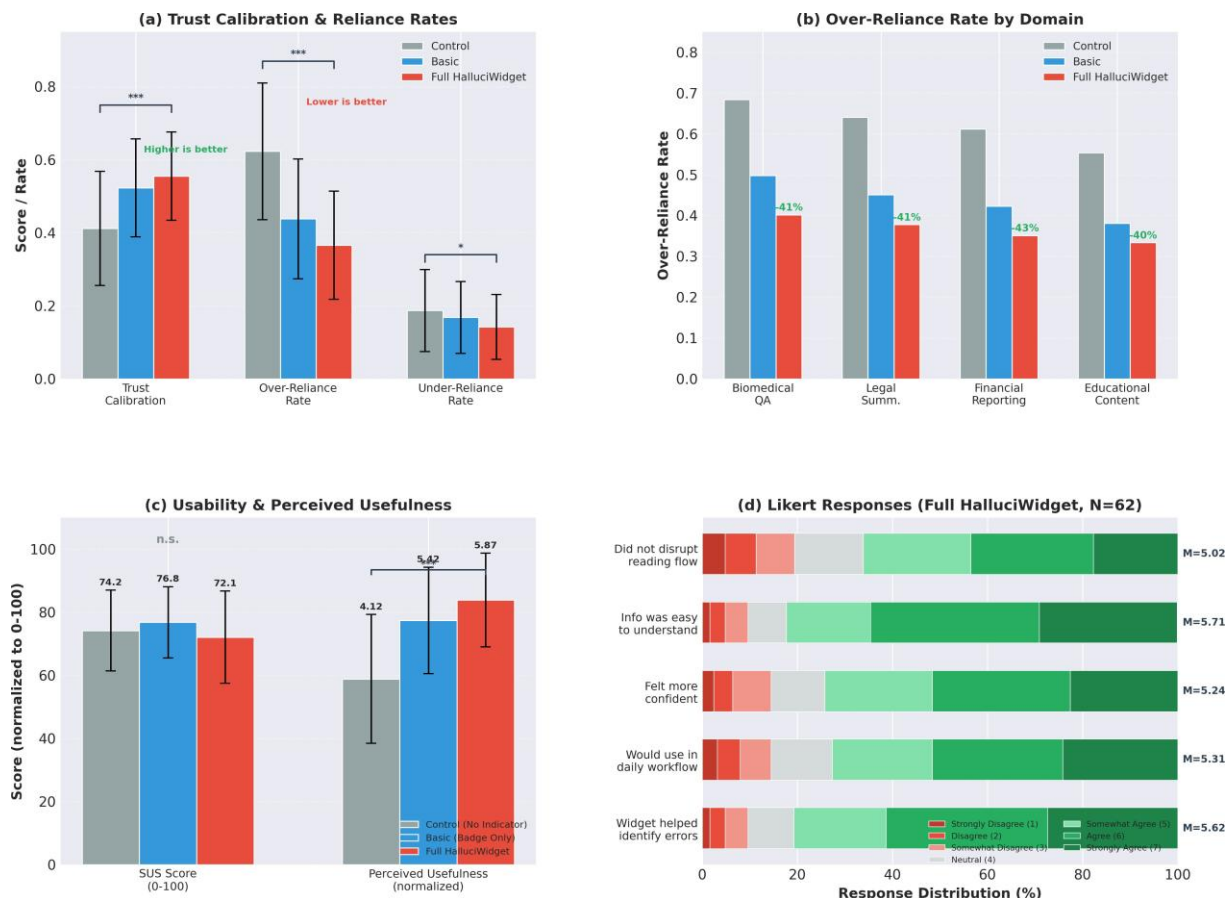 (a) Trust Calibration & Reliance Rates
Control
Basic
Full HalluciWidget
***
***
*
Higher is better
Lower is better
Score / Rate
0.8
0.6
0.4
0.2
0.0
Trust
Calibration
Over-Reliance
Rate
Under-Reliance
Rate
(b) Over-Reliance Rate by Domain
Control
Basic
Full HalluciWidget
Over-Reliance Rate
0.8
0.7
0.6
0.5
0.4
0.3
0.2
0.1
0.0
-41%
-41%
-43%
-40%
Biomedical
QA
Legal
Summ.
Financial
Reporting
Educational
Content
(c) Usability & Perceived Usefulness
Score (normalized to 0-100)
100
80
60
40
20
0
n.s.
74.2
76.8
72.1
4.12
5.42
5.87
Control (No Indicator)
Basic (Badge Only)
Full HalluciWidget
SUS Score
(0-100)
Perceived Usefulness
(normalized)
(d) Likert Responses (Full HalluciWidget, N=62)
Did not disrupt
reading flow
M=5.02
Info was easy
to understand
M=5.71
Felt more
confident
M=5.24
Would use in
daily workflow
M=5.31
Widget helped
identify errors
M=5.62
Strongly Disagree (1)
Disagree (2)
Somewhat Disagree (3)
Neutral (4)
Somewhat Agree (5)
Agree (6)
Strongly Agree (7)
0
20
40
60
80
100
Response Distribution (%)